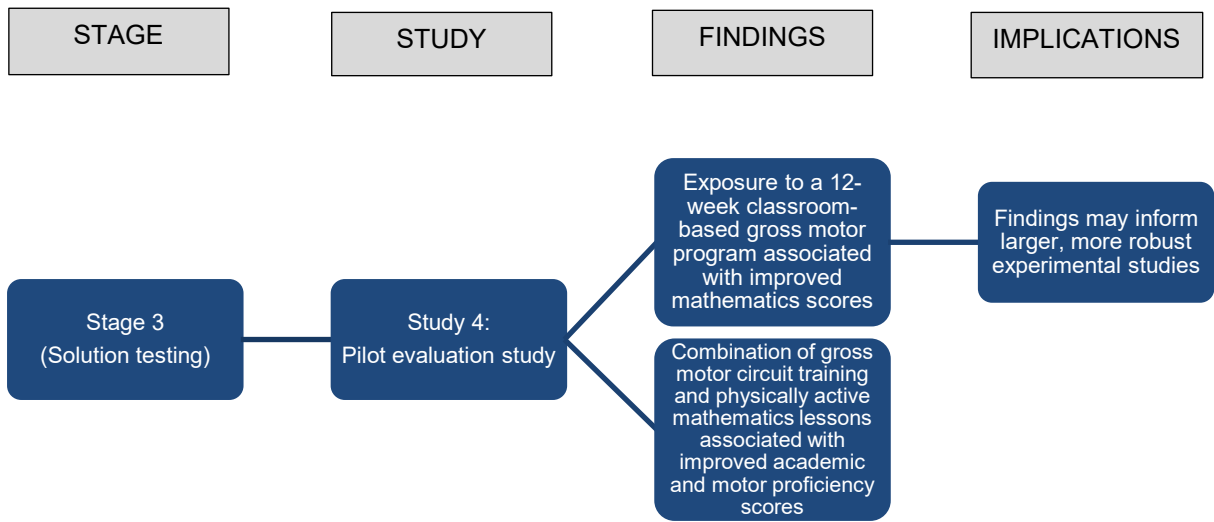 STAGE
STUDY
FINDINGS
IMPLICATIONS
Stage 3
(Solution testing)
Study 4:
Pilot evaluation study
Exposure to a 12-
week classroom-
based gross motor
program associated
with improved
mathematics scores
Combination of gross
motor circuit training
and physically active
mathematics lessons
associated with
improved academic
and motor proficiency
scores
Findings may inform
larger, more robust
experimental studies